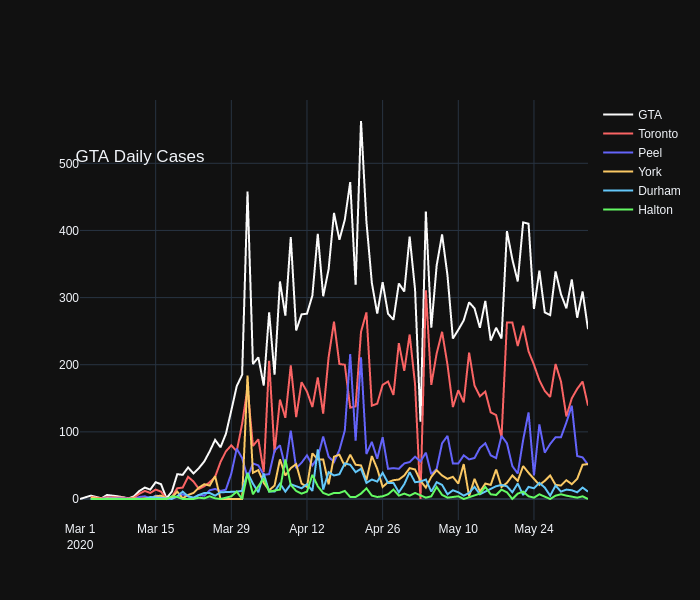 GTA Daily Cases
500
400
300
200
100
0
Mar 1
2020
Mar 15
Mar 29
Apr 12
Apr 26
May 10
May 24
GTA
Toronto
Peel
York
Durham
Halton